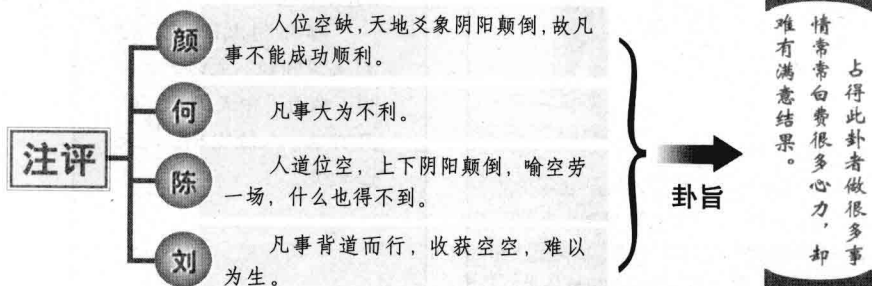 注评
颜
人位空缺,天地爻象阴阳颠倒,故凡
事不能成功顺利。
何
凡事大为不利。
陈
人道位空，上下阴阳颠倒，喻空劳
一场，什么也得不到。
刘
凡事背道而行，收获空空，难以
为生。
卦旨
占得此卦者做很多事
情常常白费很多心力，却
难有满意结果。